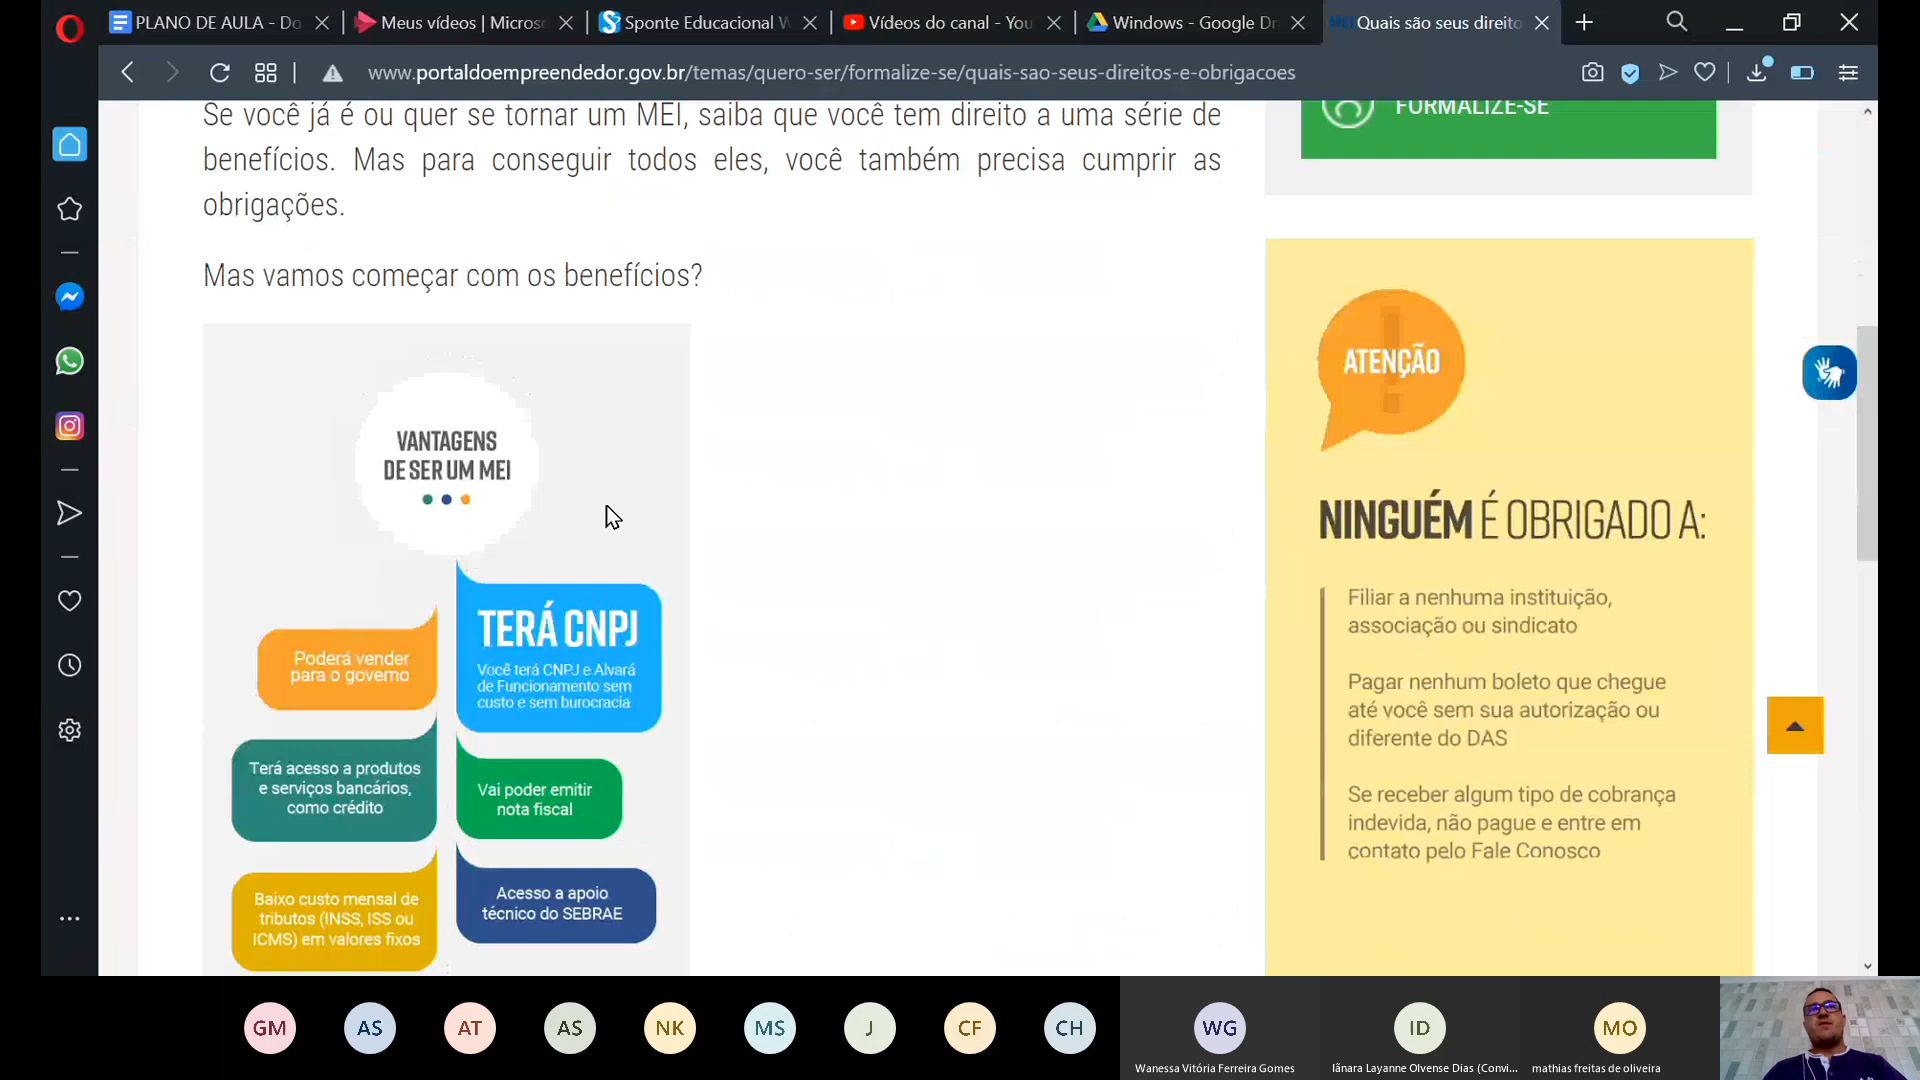 PLANO DE AULA - Do
Meus vídeos | Microso
Sponte Educacional W
Vídeos do canal - You
Windows - Google Dr
Quais são seus direito
www.portaldoempreendedor.gov.br/temas/quero-ser/formalize-se/quais-sao-seus-direitos-e-obrigacoes
Se você já é ou quer se tornar um MEI, saiba que você tem direito a uma série de
benefícios. Mas para conseguir todos eles, você também precisa cumprir as
obrigações.
Mas vamos começar com os benefícios?
VANTAGENS
DE SER UM MEI
TERÁ CNPJ
Você terá CNPJ e Alvará
de Funcionamento sem
custo e sem burocracia
Poderá vender
para o governo
Terá acesso a produtos
e serviços bancários,
como crédito
Vai poder emitir
nota fiscal
Baixo custo mensal de
tributos (INSS, ISS ou
ICMS) em valores fixos
Acesso a apoio
técnico do SEBRAE
FORMALIZE-SE
ATENÇÃO
NINGUÉM É OBRIGADO A:
Filiar a nenhuma instituição,
associação ou sindicato
Pagar nenhum boleto que chegue
até você sem sua autorização ou
diferente do DAS
Se receber algum tipo de cobrança
indevida, não pague e entre em
contato pelo Fale Conosco
GM
AS
AT
AS
NK
MS
J
CF
CH
WG
ID
MO
Wanessa Vitória Ferreira Gomes
Iãnara Layanne Olvense Dias (Convi...
mathias freitas de oliveira